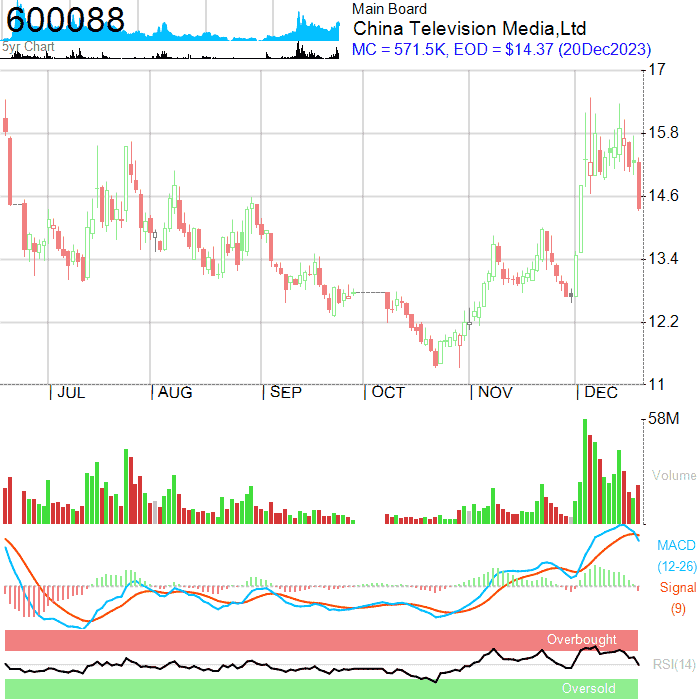 600088
5yr Chart
Main Board
China Television Media,Ltd
MC = 571.5K, EOD = $14.37 (20Dec2023)
17
15.8
14.6
13.4
12.2
11
JUL
AUG
SEP
OCT
NOV
DEC
58M
Volume
MACD
(12-26)
Signal
(9)
Overbought
RSI(14)
Oversold